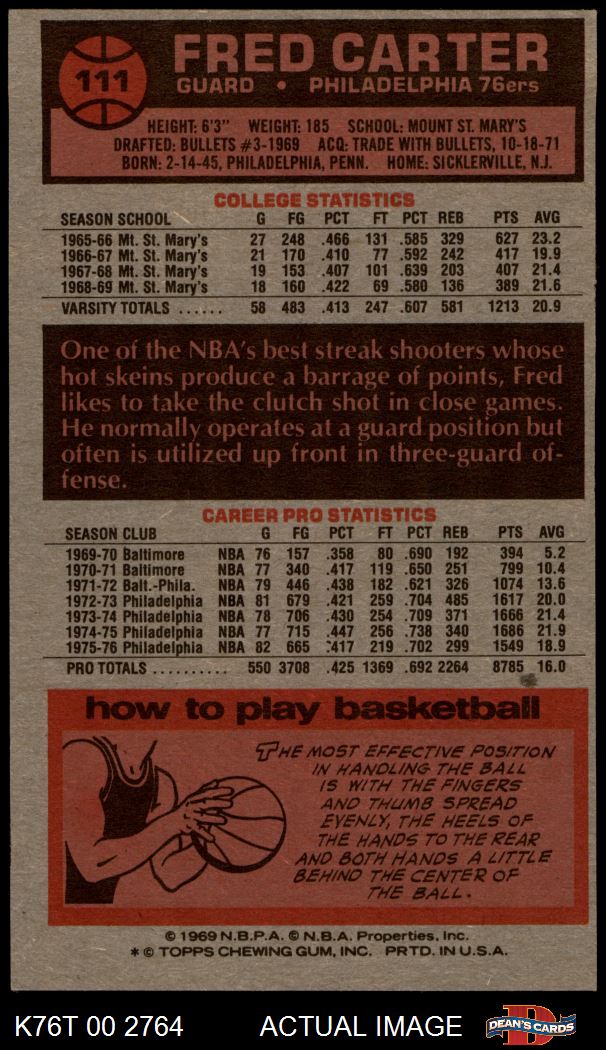 111
FRED CARTER
GUARD • PHILADELPHIA 76ers
HEIGHT: 6'3" WEIGHT: 185 SCHOOL: MOUNT ST. MARY'S
DRAFTED: BULLETS #3-1969 ACQ: TRADE WITH BULLETS, 10-18-71
BORN: 2-14-45, PHILADELPHIA, PENN. HOME: SICKLERVILLE, N.J.
COLLEGE STATISTICS
SEASON SCHOOL G FG PCT FT PCT REB PTS AVG
1965-66 Mt. St. Mary's 27 248 .466 131 .585 329 627 23.2
1966-67 Mt. St. Mary's 21 170 .410 77 .592 242 417 19.9
1967-68 Mt. St. Mary's 19 153 .407 101 .639 203 407 21.4
1968-69 Mt. St. Mary's 18 160 .422 69 .580 136 389 21.6
VARSITY TOTALS ...... 58 483 .413 247 .607 581 1213 20.9
One of the NBA's best streak shooters whose
hot skeins produce a barrage of points, Fred
likes to take the clutch shot in close games.
He normally operates at a guard position but
often is utilized up front in three-guard of-
fense.
CAREER PRO STATISTICS
SEASON CLUB G FG PCT FT PCT REB PTS AVG
1969-70 Baltimore NBA 76 157 .358 80 .690 192 394 5.2
1970-71 Baltimore NBA 77 340 .417 119 .650 251 799 10.4
1971-72 Balt.-Phila. NBA 79 446 .438 182 .621 326 1074 13.6
1972-73 Philadelphia NBA 81 679 .421 259 .704 485 1617 20.0
1973-74 Philadelphia NBA 78 706 .430 254 .709 371 1666 21.4
1974-75 Philadelphia NBA 77 715 .447 256 .738 340 1686 21.9
1975-76 Philadelphia NBA 82 665 .417 219 .702 299 1549 18.9
PRO TOTALS .......... 550 3708 .425 1369 .692 2264 8785 16.0
how to play basketball
THE MOST EFFECTIVE POSITION
IN HANDLING THE BALL
IS WITH THE FINGERS
AND THUMB SPREAD
EVENLY, THE HEELS OF
THE HANDS TO THE REAR
AND BOTH HANDS A LITTLE
BEHIND THE CENTER OF
THE BALL.
© 1969 N.B.P.A. © N.B.A. Properties, Inc.
* © TOPPS CHEWING GUM, INC. PRTD. IN U.S.A.
K76T 00 2764 ACTUAL IMAGE D DEAN'S CARDS